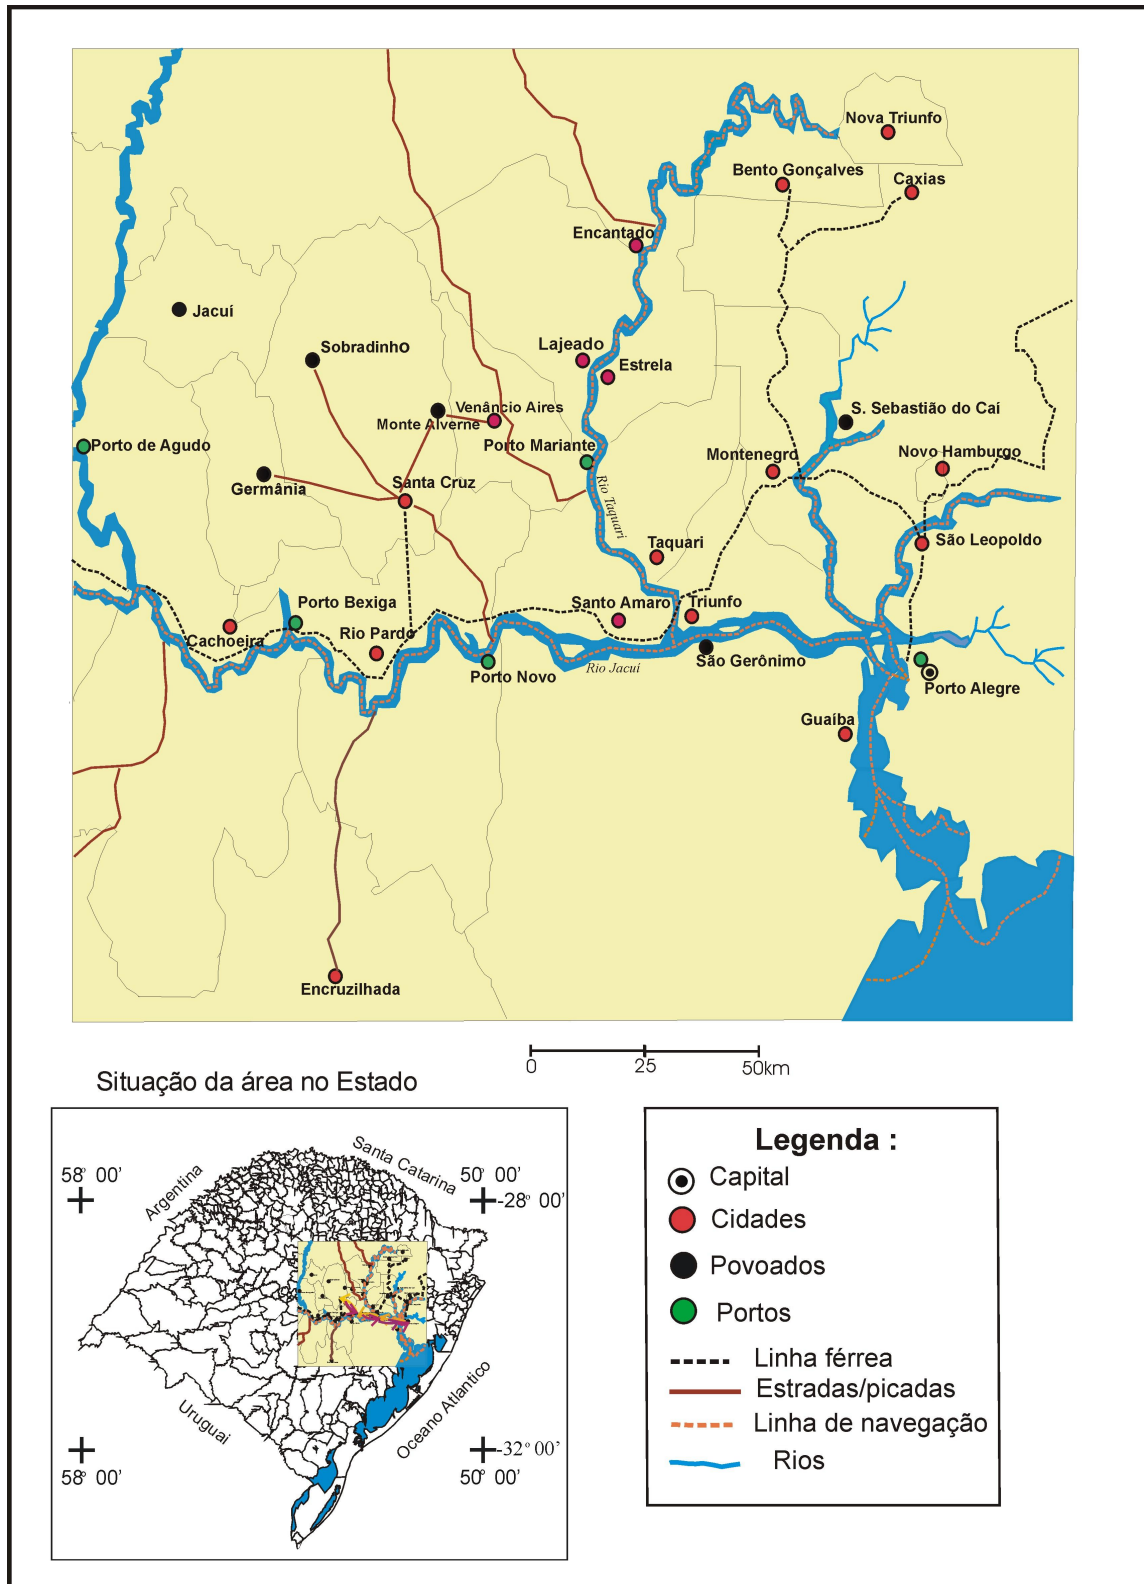 Nova Triunfo
Bento Gonçalves
Caxias
Encantado
Jacuí
Sobradinho
Lajeado
Estrela
Venâncio Aires
Monte Alverne
S. Sebastião do Caí
Porto de Agudo
Porto Mariante
Montenegro
Novo Hamburgo
Germânia
Santa Cruz
Rio Taquari
Taquari
São Leopoldo
Porto Bexiga
Santo Amaro
Triunfo
Cachoeira
Rio Pardo
Porto Novo
Rio Jacuí
São Gerônimo
Porto Alegre
Guaíba
Encruzilhada
0 25 50km
Situação da área no Estado
58° 00'
Argentina
Santa Catarina
50° 00'
-28° 00'
Uruguai
Oceano Atlantico
-32° 00'
58° 00'
50° 00'
Legenda :
Capital
Cidades
Povoados
Portos
Linha férrea
Estradas/picadas
Linha de navegação
Rios